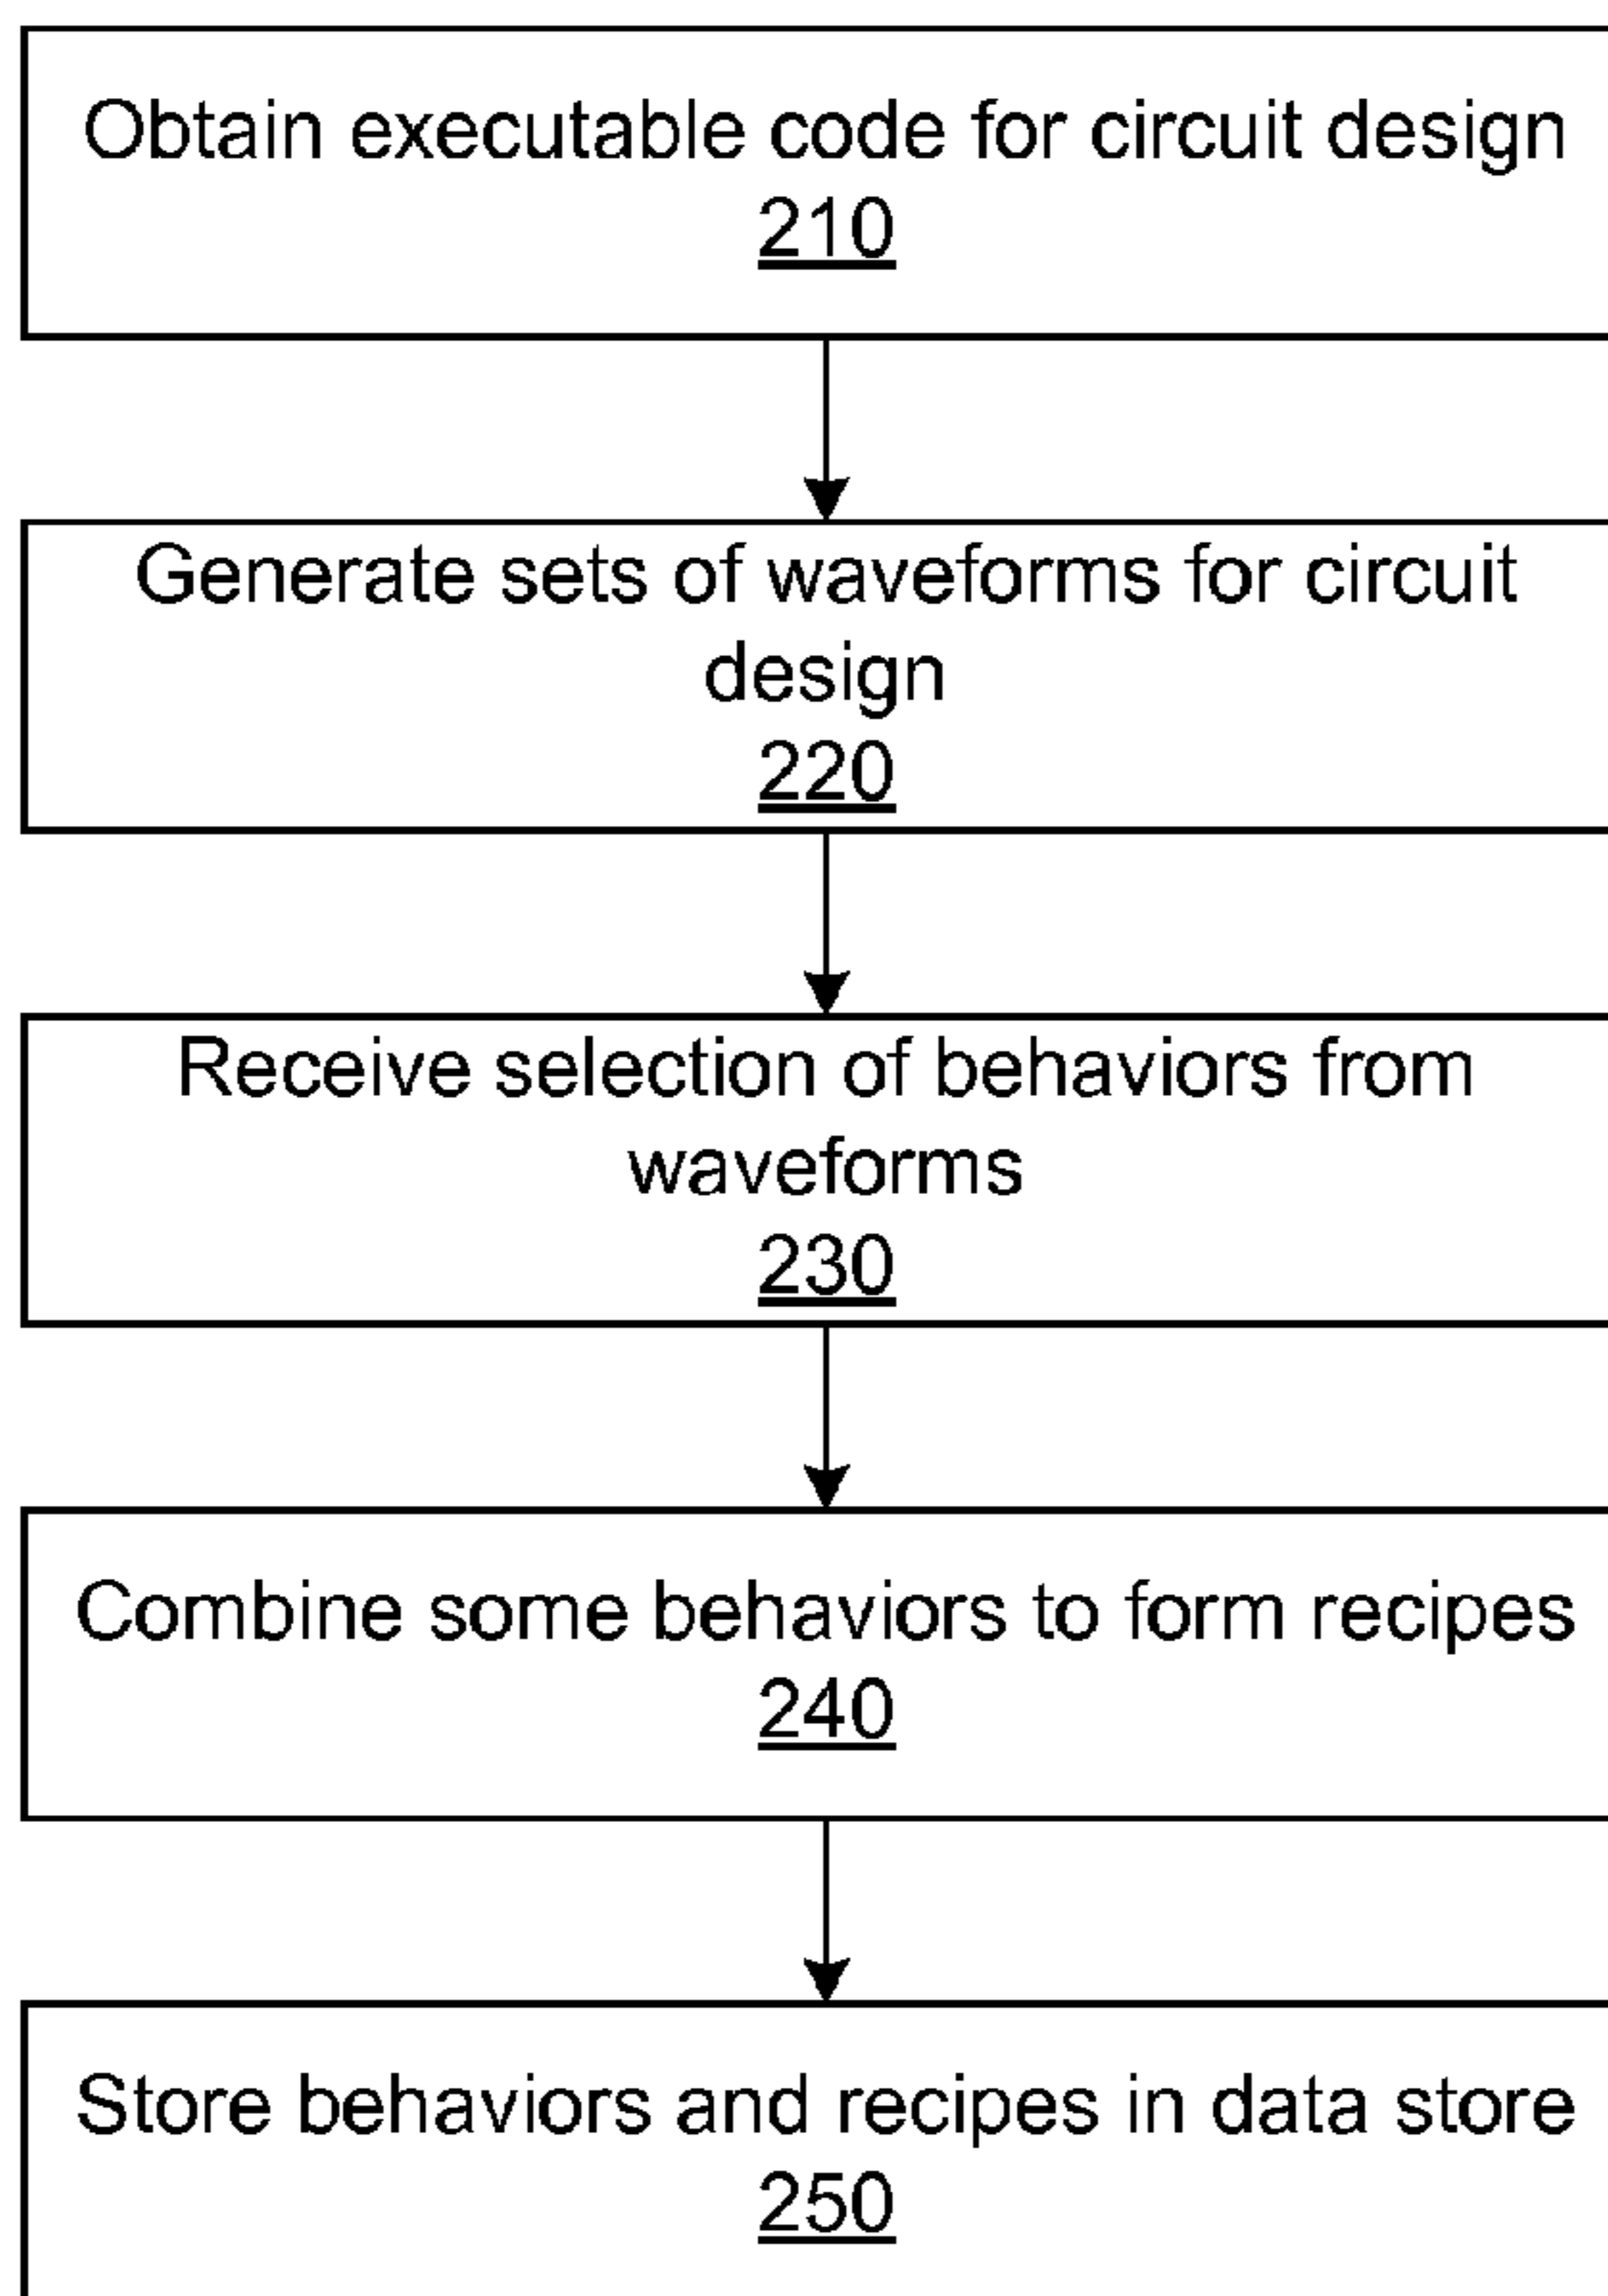 Obtain executable code for circuit design
210
Generate sets of waveforms for circuit
design
220
Receive selection of behaviors from
waveforms
230
Combine some behaviors to form recipes
240
Store behaviors and recipes in data store
250